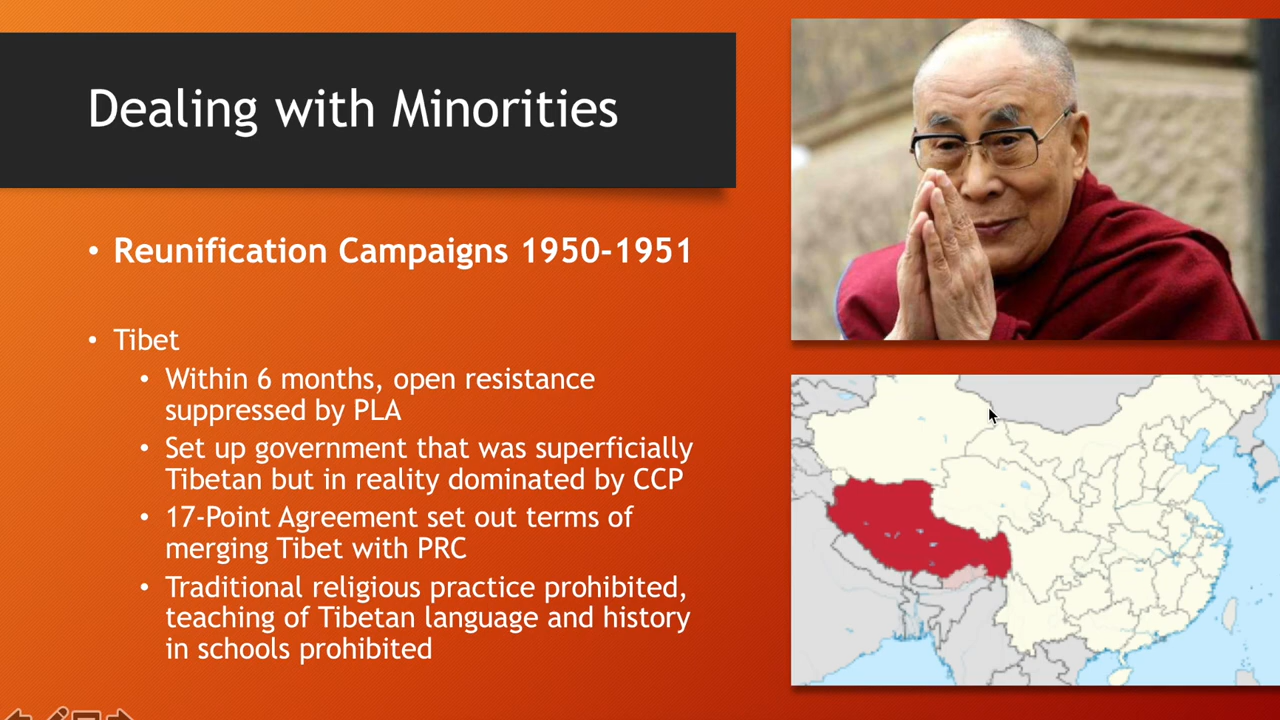 Dealing with Minorities
• Reunification Campaigns 1950-1951
• Tibet
• Within 6 months, open resistance
suppressed by PLA
• Set up government that was superficially
Tibetan but in reality dominated by CCP
• 17-Point Agreement set out terms of
merging Tibet with PRC
• Traditional religious practice prohibited,
teaching of Tibetan language and history
in schools prohibited